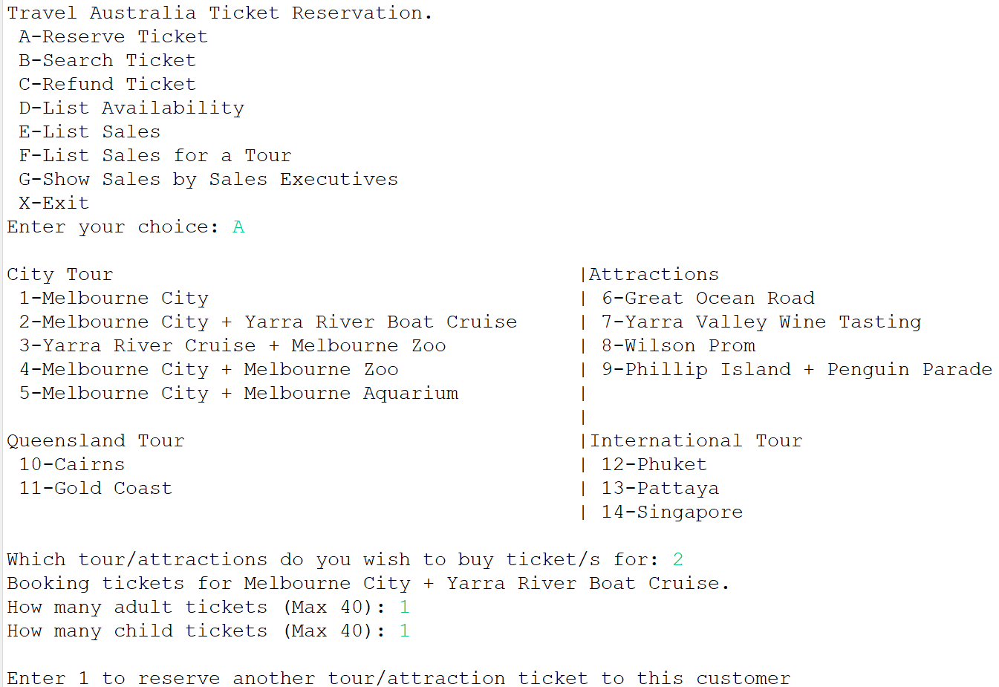 Travel Australia Ticket Reservation.
 A-Reserve Ticket
 B-Search Ticket
 C-Refund Ticket
 D-List Availability
 E-List Sales
 F-List Sales for a Tour
 G-Show Sales by Sales Executives
 X-Exit
Enter your choice: A

City Tour                                       |Attractions
 1-Melbourne City                               | 6-Great Ocean Road
 2-Melbourne City + Yarra River Boat Cruise     | 7-Yarra Valley Wine Tasting
 3-Yarra River Cruise + Melbourne Zoo           | 8-Wilson Prom
 4-Melbourne City + Melbourne Zoo               | 9-Phillip Island + Penguin Parade
 5-Melbourne City + Melbourne Aquarium          |
                                                |
Queensland Tour                                 |International Tour
 10-Cairns                                      | 12-Phuket
 11-Gold Coast                                  | 13-Pattaya
                                                | 14-Singapore

Which tour/attractions do you wish to buy ticket/s for: 2
Booking tickets for Melbourne City + Yarra River Boat Cruise.
How many adult tickets (Max 40): 1
How many child tickets (Max 40): 1

Enter 1 to reserve another tour/attraction ticket to this customer